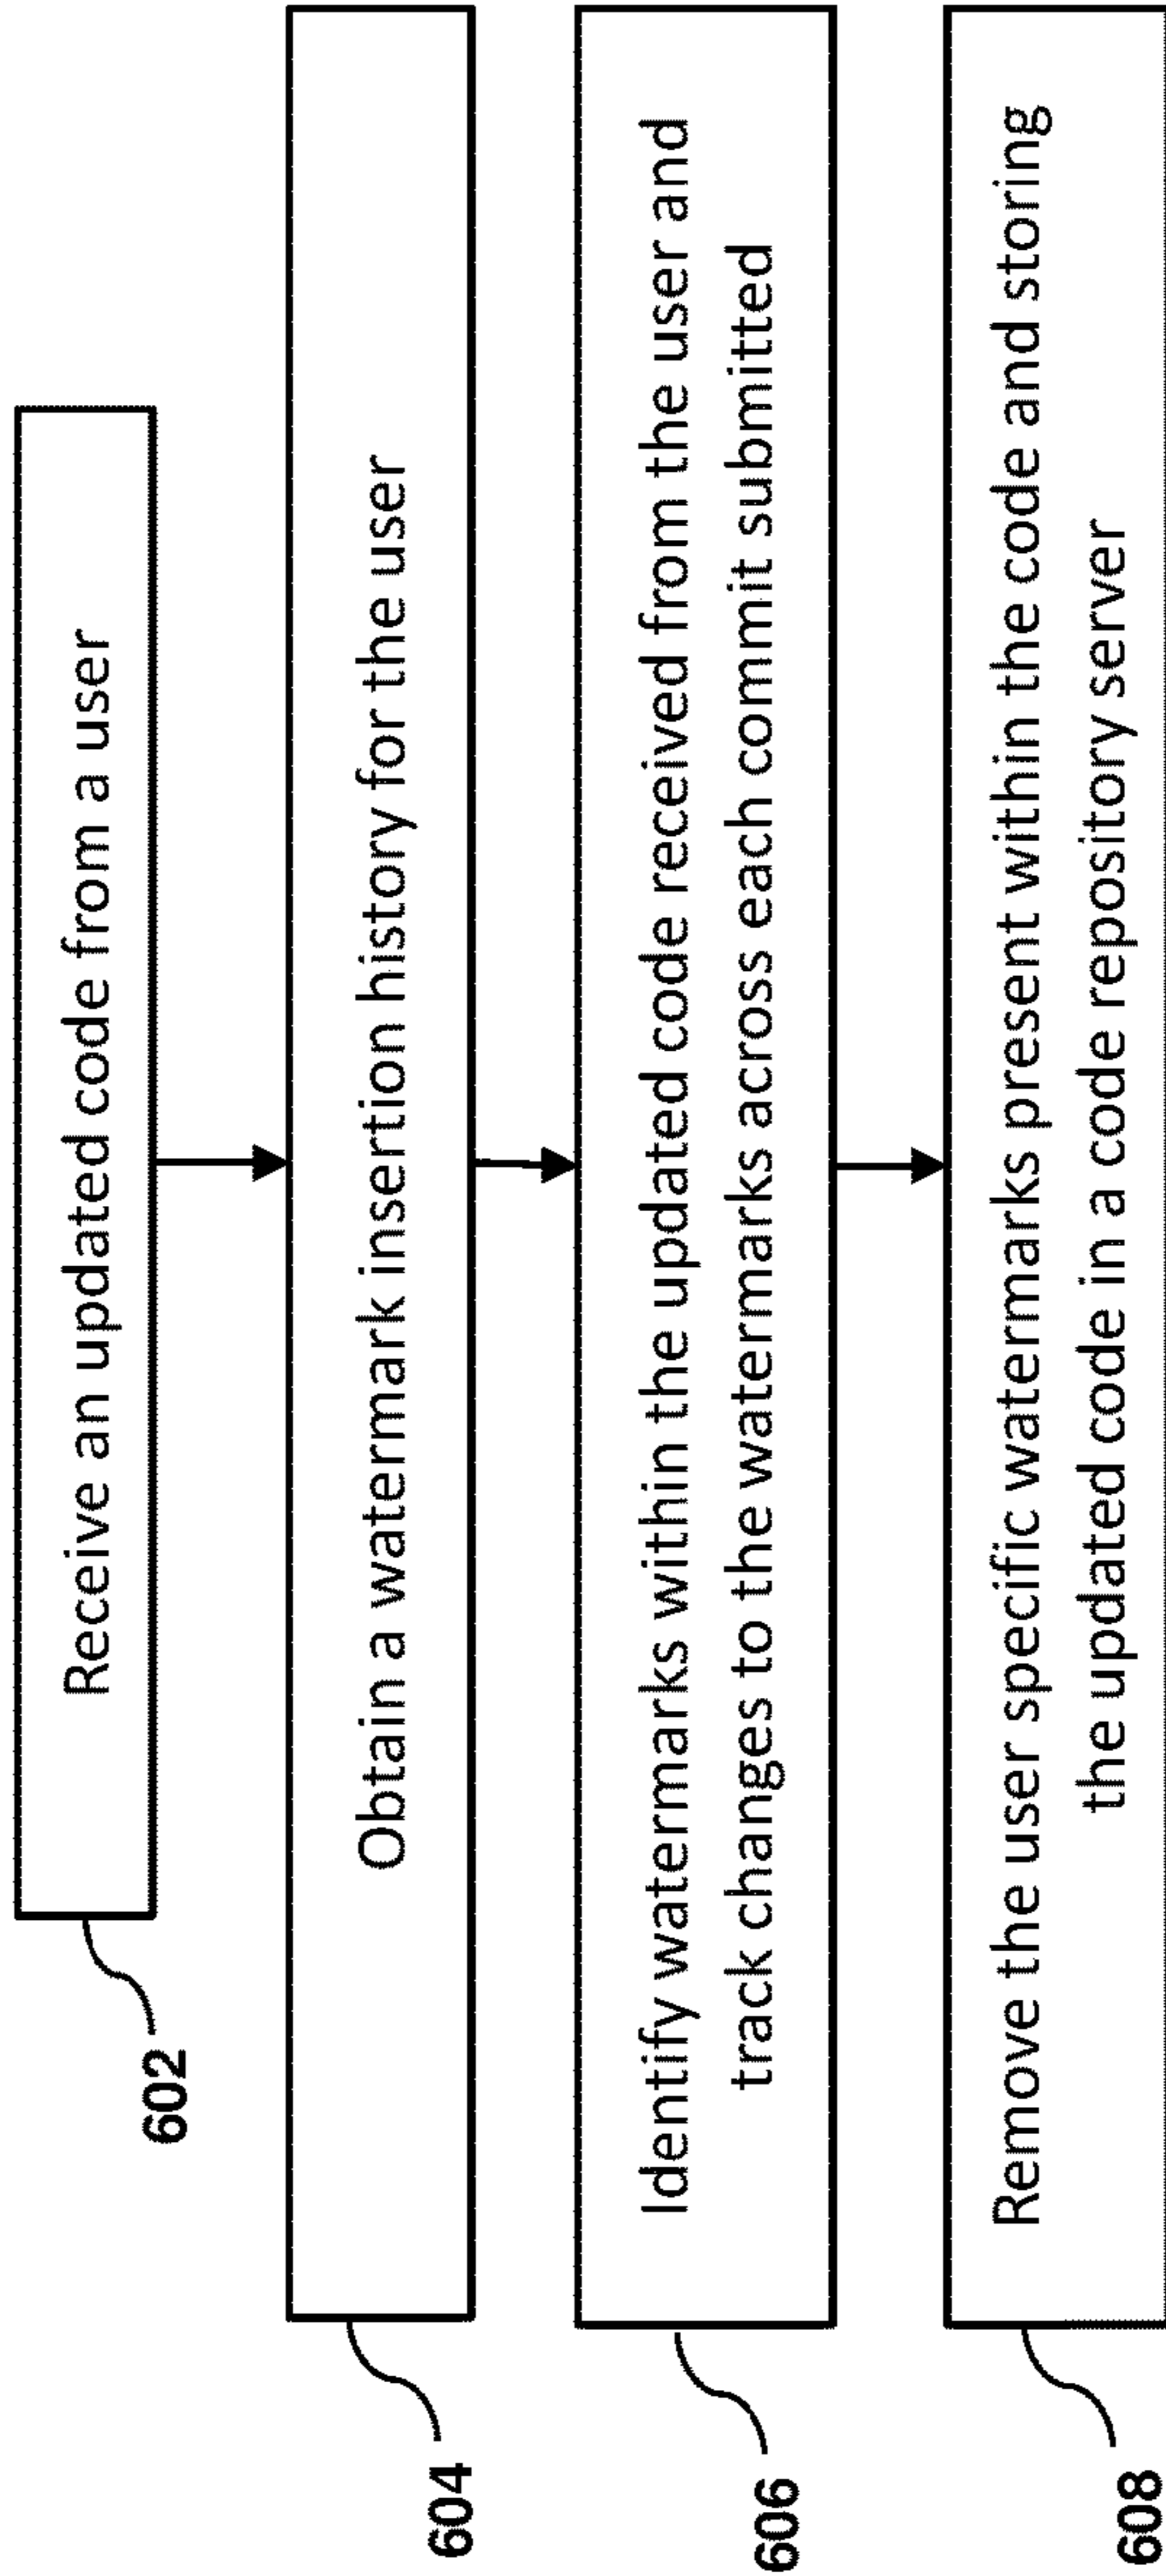 602
Receive an updated code from a user
604
Obtain a watermark insertion history for the user
606
Identify watermarks within the updated code received from the user and
track changes to the watermarks across each commit submitted
608
Remove the user specific watermarks present within the code and storing
the updated code in a code repository server